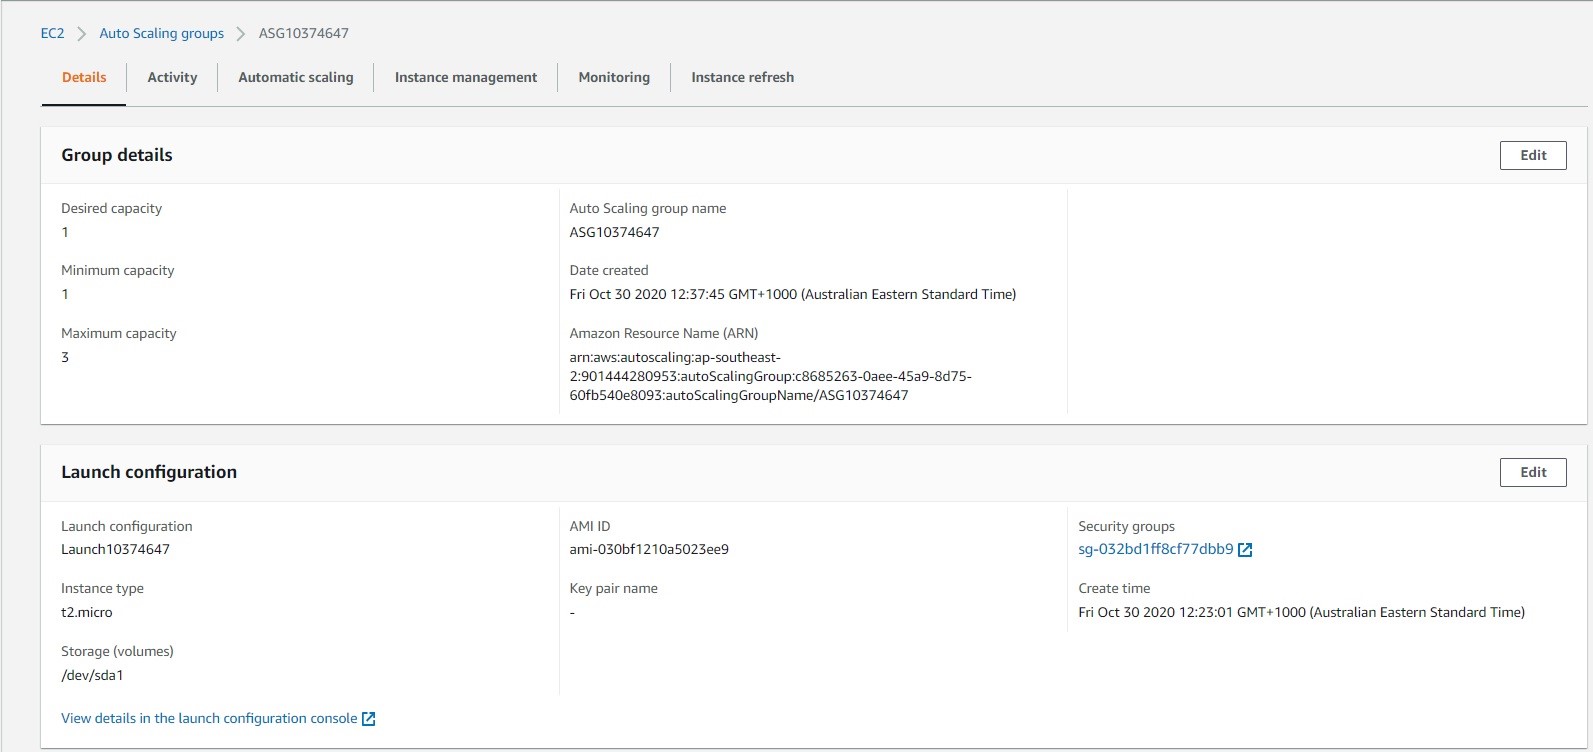 EC2 > Auto Scaling groups > ASG10374647
Details
Activity
Automatic scaling
Instance management
Monitoring
Instance refresh
Group details
Edit
Desired capacity
1
Minimum capacity
1
Maximum capacity
3
Auto Scaling group name
ASG10374647
Date created
Fri Oct 30 2020 12:37:45 GMT+1000 (Australian Eastern Standard Time)
Amazon Resource Name (ARN)
arn:aws:autoscaling:ap-southeast-
2:901444280953:autoScalingGroup:c8685263-0aee-45a9-8d75-
60fb540e8093:autoScalingGroupName/ASG10374647
Launch configuration
Edit
Launch configuration
Launch10374647
Instance type
t2.micro
Storage (volumes)
/dev/sda1
View details in the launch configuration console
AMI ID
ami-030bf1210a5023ee9
Key pair name
-
Security groups
sg-032bd1ff8cf77dbb9
Create time
Fri Oct 30 2020 12:23:01 GMT+1000 (Australian Eastern Standard Time)